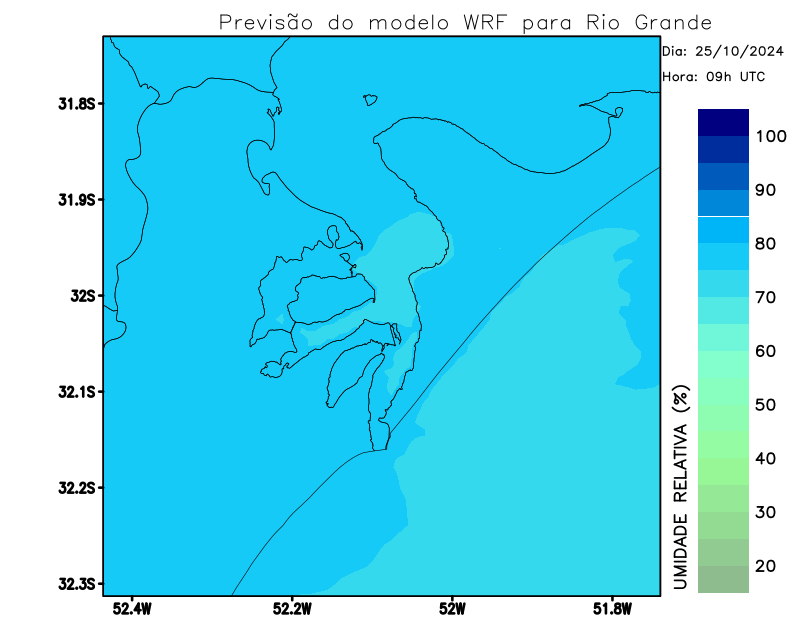 Previsão do modelo WRF para Rio Grande
Dia: 25/10/2024
Hora: 09h UTC
31.8S
31.9S
32S
32.1S
32.2S
32.3S
52.4W
52.2W
52W
51.8W
100
90
80
70
60
50
40
30
20
UMIDADE RELATIVA (%)